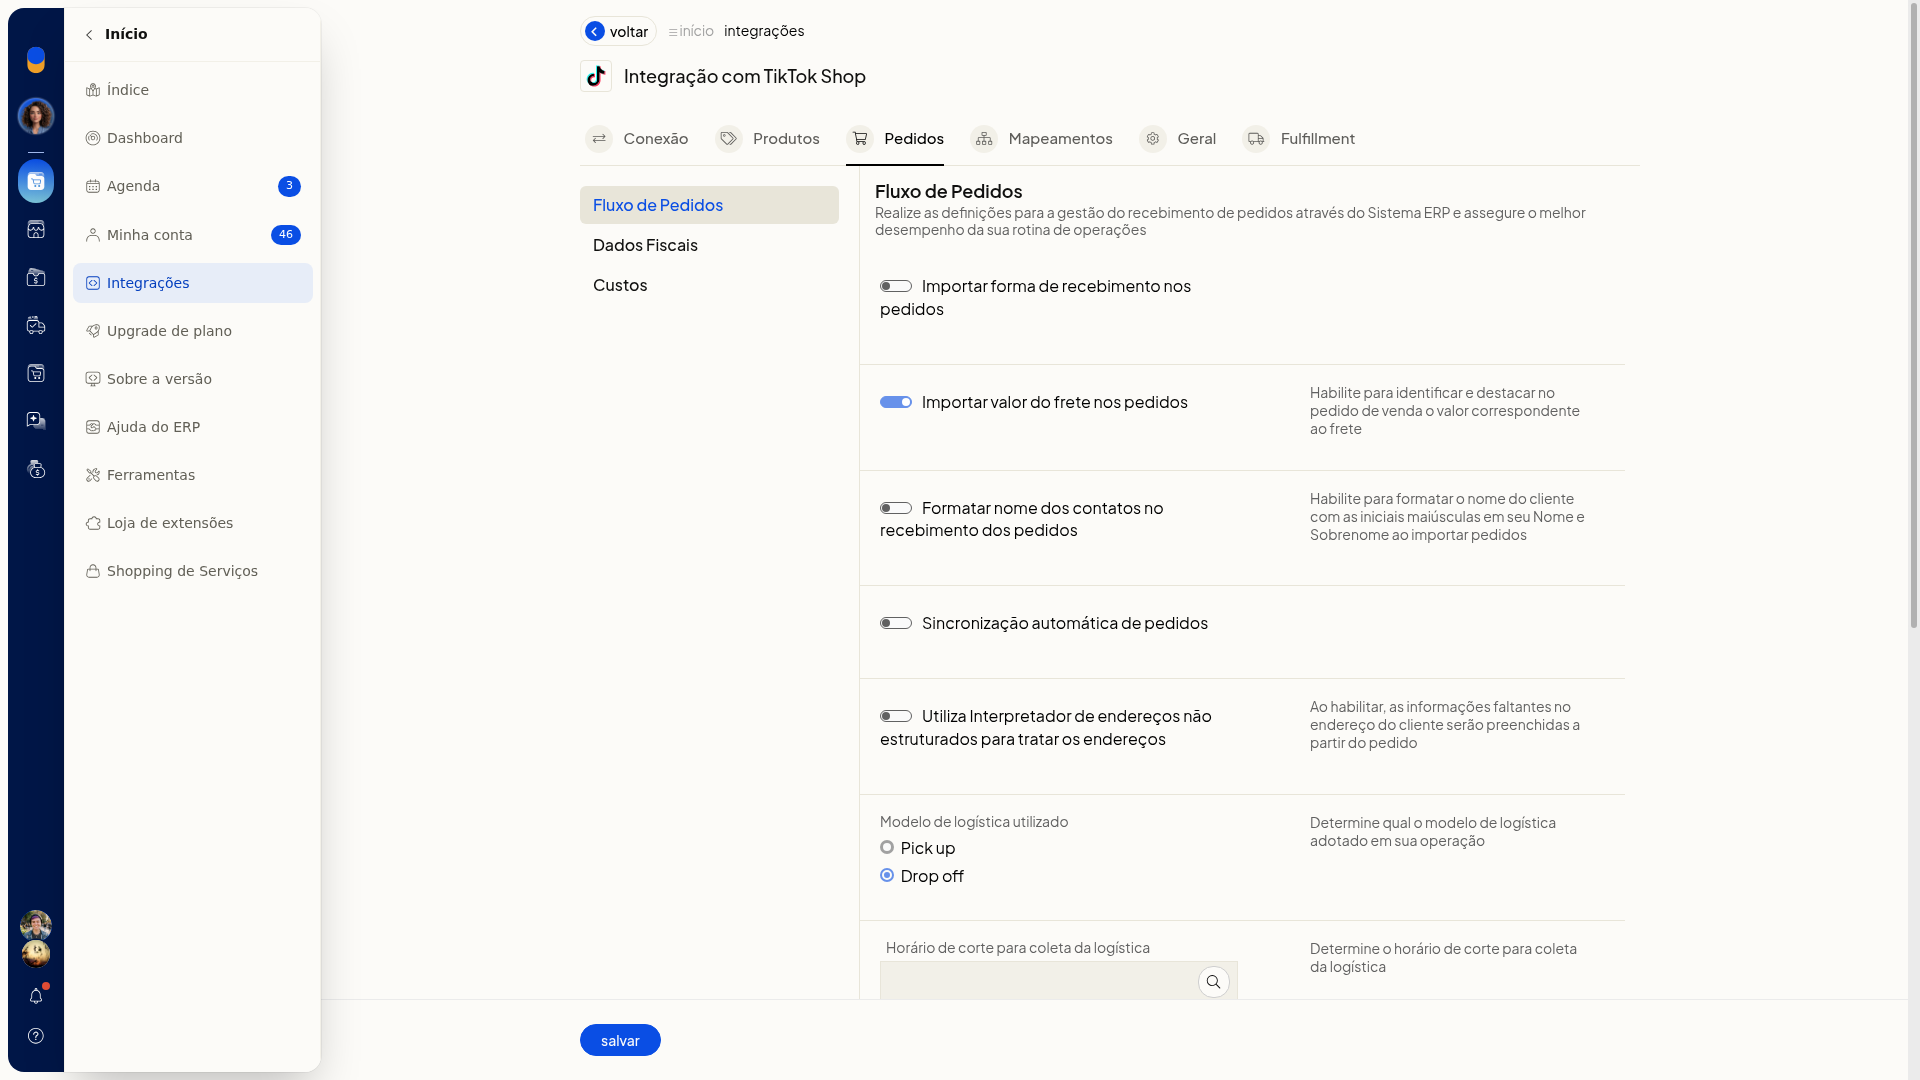 Início
Índice
Dashboard
Agenda 3
Minha conta 46
Integrações
Upgrade de plano
Sobre a versão
Ajuda do ERP
Ferramentas
Loja de extensões
Shopping de Serviços
voltar início integrações
Integração com TikTok Shop
Conexão Produtos Pedidos Mapeamentos Geral Fulfillment
Fluxo de Pedidos
Dados Fiscais
Custos
Fluxo de Pedidos
Realize as definições para a gestão do recebimento de pedidos através do Sistema ERP e assegure o melhor
desempenho da sua rotina de operações
Importar forma de recebimento nos
pedidos
Importar valor do frete nos pedidos
Habilite para identificar e destacar no
pedido de venda o valor correspondente
ao frete
Formatar nome dos contatos no
recebimento dos pedidos
Habilite para formatar o nome do cliente
com as iniciais maiúsculas em seu Nome e
Sobrenome ao importar pedidos
Sincronização automática de pedidos
Utiliza Interpretador de endereços não
estruturados para tratar os endereços
Ao habilitar, as informações faltantes no
endereço do cliente serão preenchidas a
partir do pedido
Modelo de logística utilizado
Pick up
Drop off
Determine qual o modelo de logística
adotado em sua operação
Horário de corte para coleta da logística
Determine o horário de corte para coleta
da logística
salvar